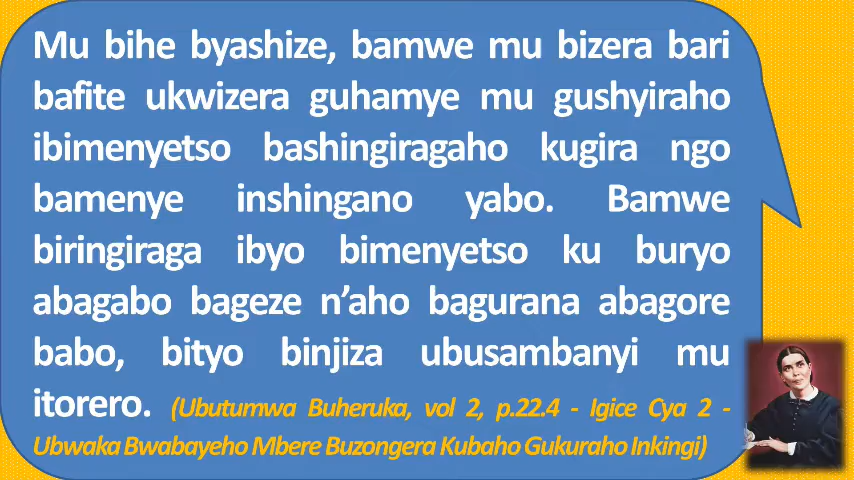 Mu bihe byashize, bamwe mu bizera bari
bafite ukwizera guhamye mu gushyiraho
ibimenyetso bashingiragaho kugira ngo
bamenye inshingano yabo. Bamwe
biringiraga ibyo bimenyetso ku buryo
abagabo bageze n’aho bagurana abagore
babo, bityo binjiza ubusambanyi mu
itorero. (Ubutumwa Buheruka, vol 2, p.22.4 - Igice Cya 2 -
Ubwaka Bwabayeho Mbere Buzongera Kubaho Gukuraho Inkingi)